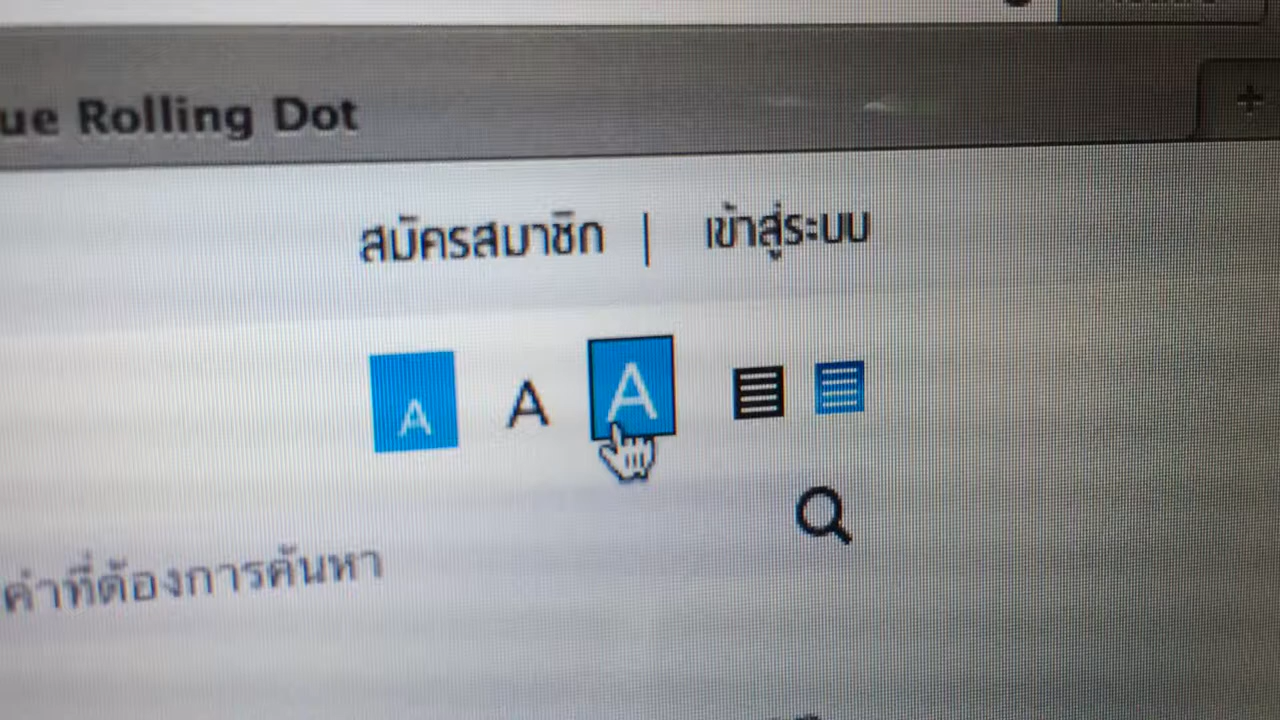 ue Rolling Dot
สมัครสมาชิก | เข้าสู่ระบบ
A A A
คำที่ต้องการค้นหา